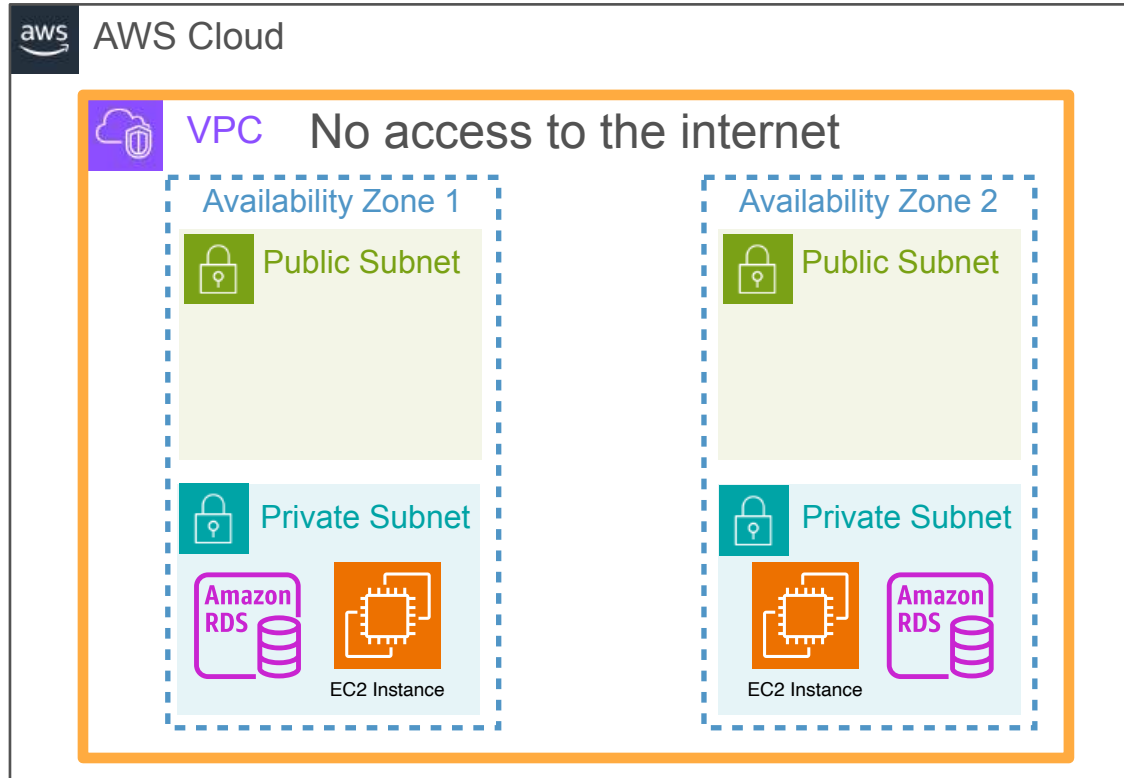 aws
AWS Cloud
VPC
No access to the internet
Availability Zone 1
Availability Zone 2
Public Subnet
Public Subnet
Private Subnet
Private Subnet
Amazon
RDS
EC2 Instance
EC2 Instance
Amazon
RDS